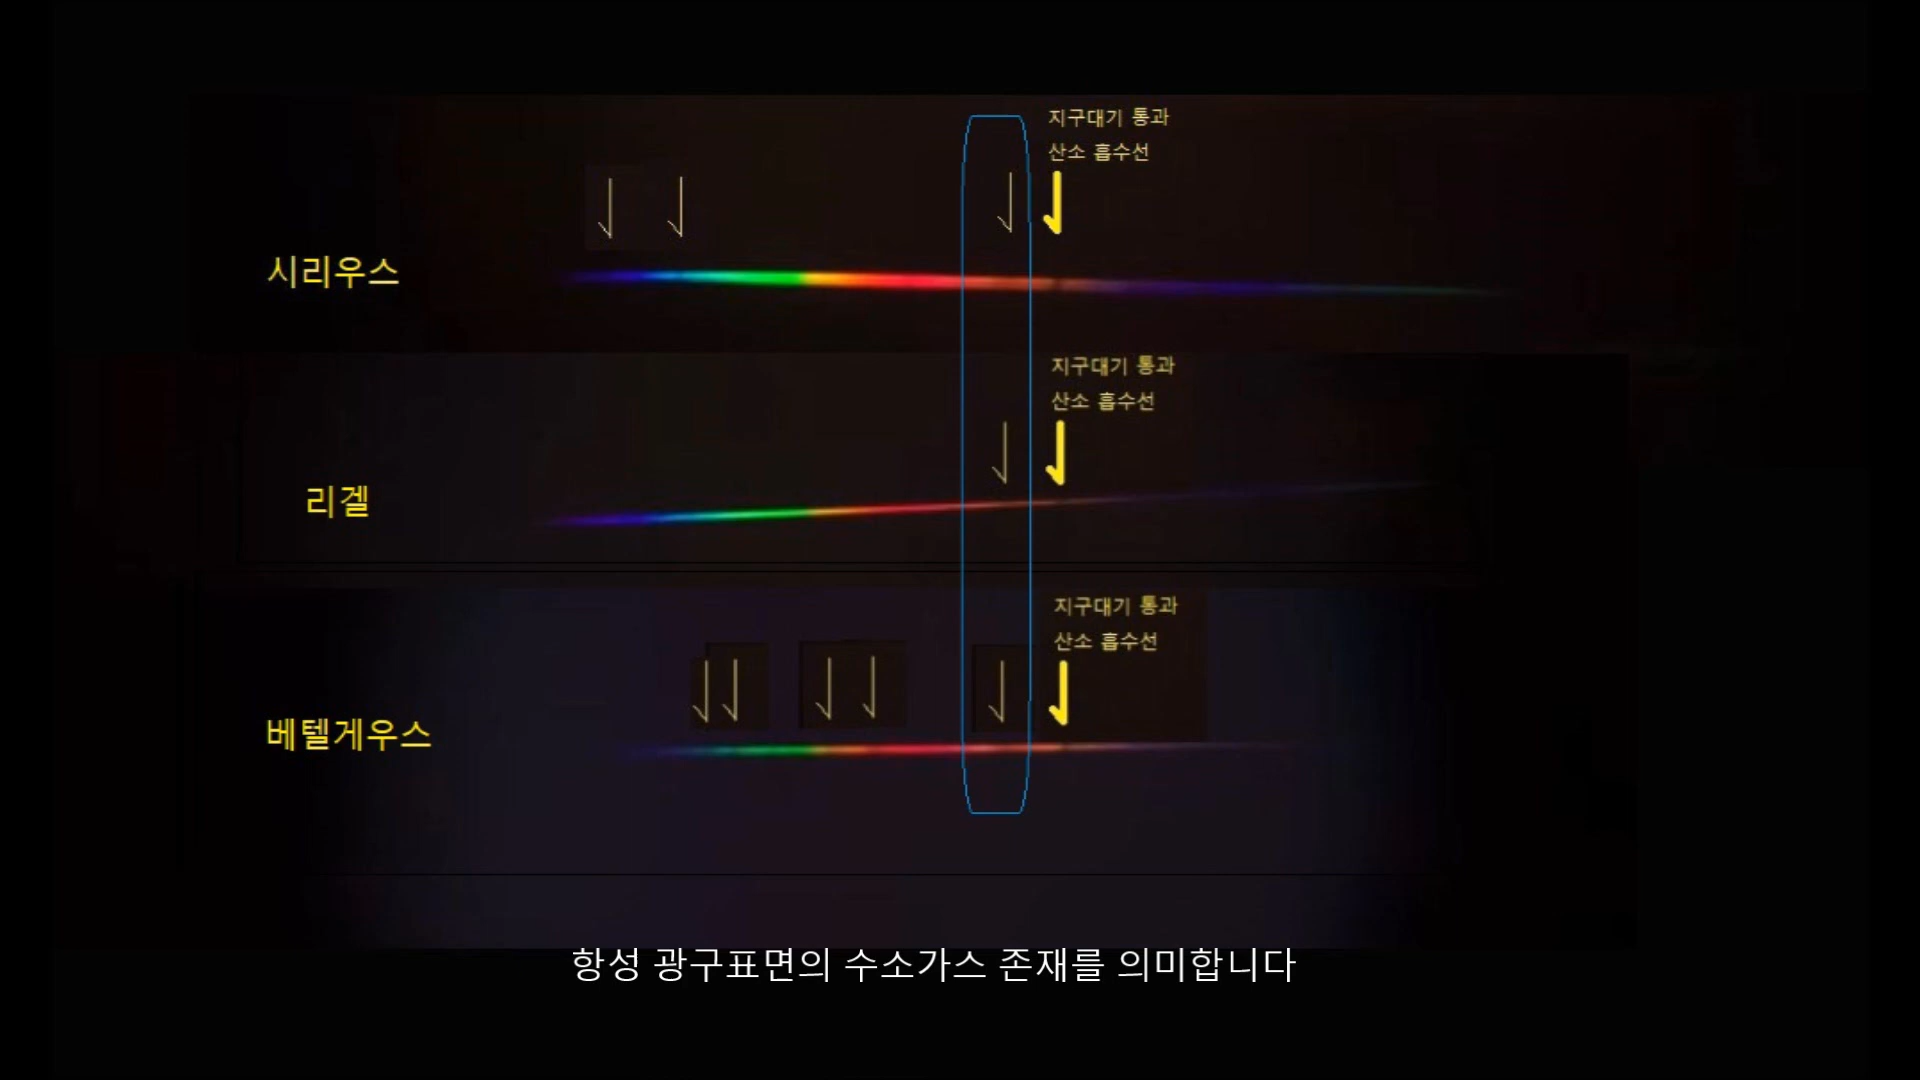 지구대기 통과
산소 흡수선
시리우스
지구대기 통과
산소 흡수선
리겔
지구대기 통과
산소 흡수선
베텔게우스
항성 광구표면의 수소가스 존재를 의미합니다